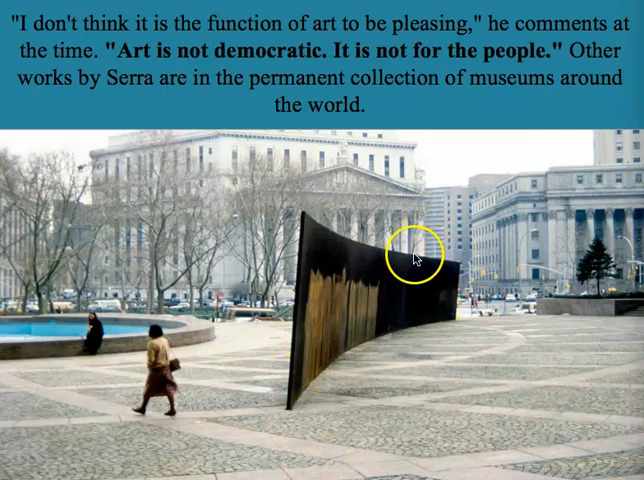 "I don't think it is the function of art to be pleasing," he comments at
the time. "Art is not democratic. It is not for the people." Other
works by Serra are in the permanent collection of museums around
the world.